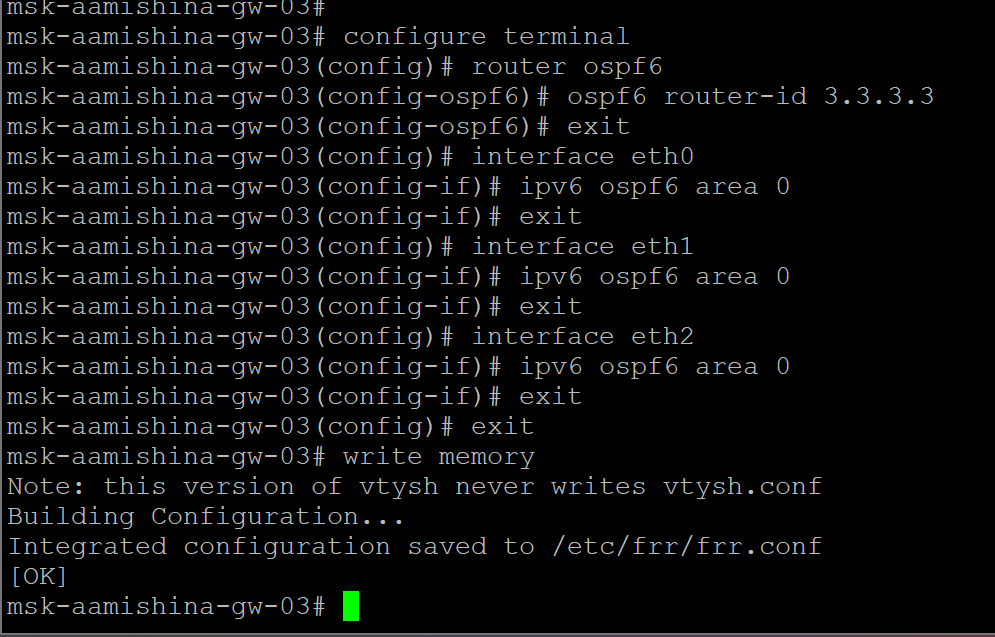 msk-aamishina-gw-03#
msk-aamishina-gw-03# configure terminal
msk-aamishina-gw-03(config)# router ospf6
msk-aamishina-gw-03(config-ospf6)# ospf6 router-id 3.3.3.3
msk-aamishina-gw-03(config-ospf6)# exit
msk-aamishina-gw-03(config)# interface eth0
msk-aamishina-gw-03(config-if)# ipv6 ospf6 area 0
msk-aamishina-gw-03(config-if)# exit
msk-aamishina-gw-03(config)# interface eth1
msk-aamishina-gw-03(config-if)# ipv6 ospf6 area 0
msk-aamishina-gw-03(config-if)# exit
msk-aamishina-gw-03(config)# interface eth2
msk-aamishina-gw-03(config-if)# ipv6 ospf6 area 0
msk-aamishina-gw-03(config-if)# exit
msk-aamishina-gw-03(config)# exit
msk-aamishina-gw-03# write memory
Note: this version of vtysh never writes vtysh.conf
Building Configuration...
Integrated configuration saved to /etc/frr/frr.conf
[OK]
msk-aamishina-gw-03#